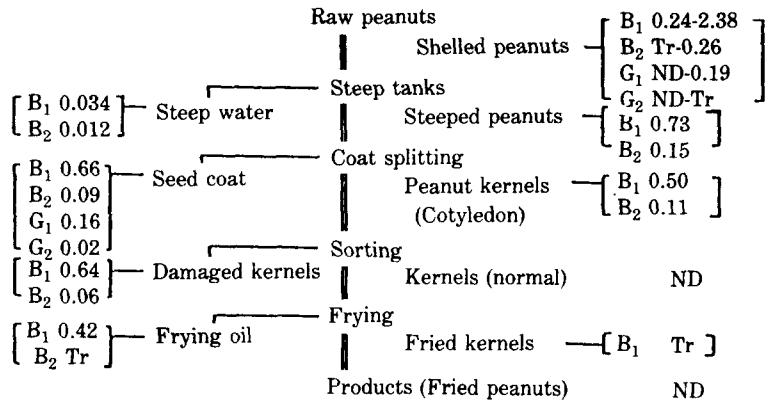 Raw peanuts
Shelled peanuts
B₁ 0.24-2.38
B₂ Tr-0.26
G₁ ND-0.19
G₂ ND-Tr
Steep tanks
B₁ 0.034
B₂ 0.012
Steep water
Steeped peanuts
B₁ 0.73
B₂ 0.15
Coat splitting
B₁ 0.66
B₂ 0.09
G₁ 0.16
G₂ 0.02
Seed coat
Peanut kernels
(Cotyledon)
B₁ 0.50
B₂ 0.11
Sorting
B₁ 0.64
B₂ 0.06
Damaged kernels
Kernels (normal) ND
Frying
B₁ 0.42
B₂ Tr
Frying oil
Fried kernels
B₁ Tr
Products (Fried peanuts) ND